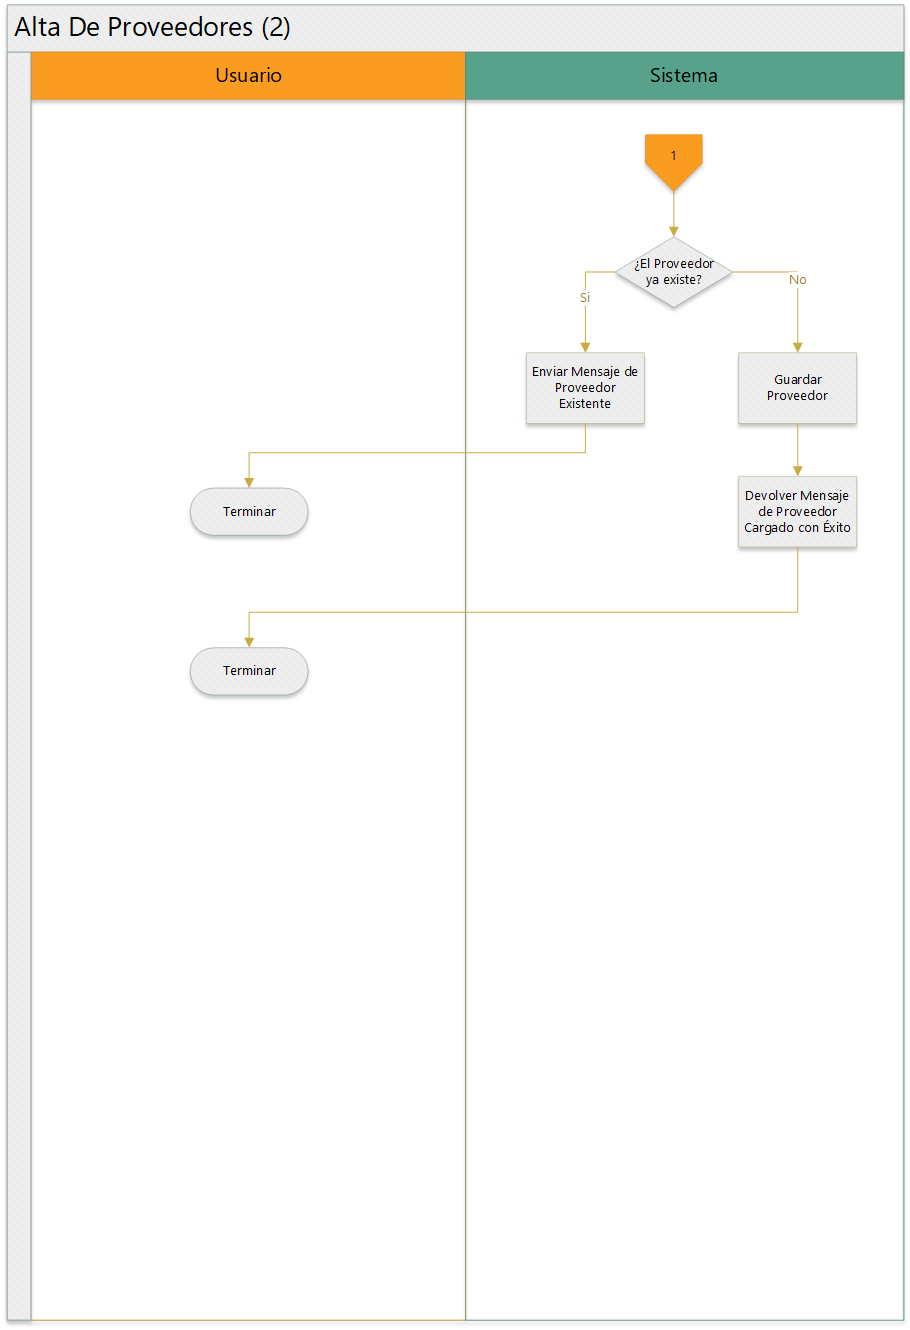 Alta De Proveedores (2)
Usuario
Sistema
1
¿El Proveedor
ya existe?
Si
No
Enviar Mensaje de
Proveedor
Existente
Guardar
Proveedor
Terminar
Devolver Mensaje
de Proveedor
Cargado con Éxito
Terminar